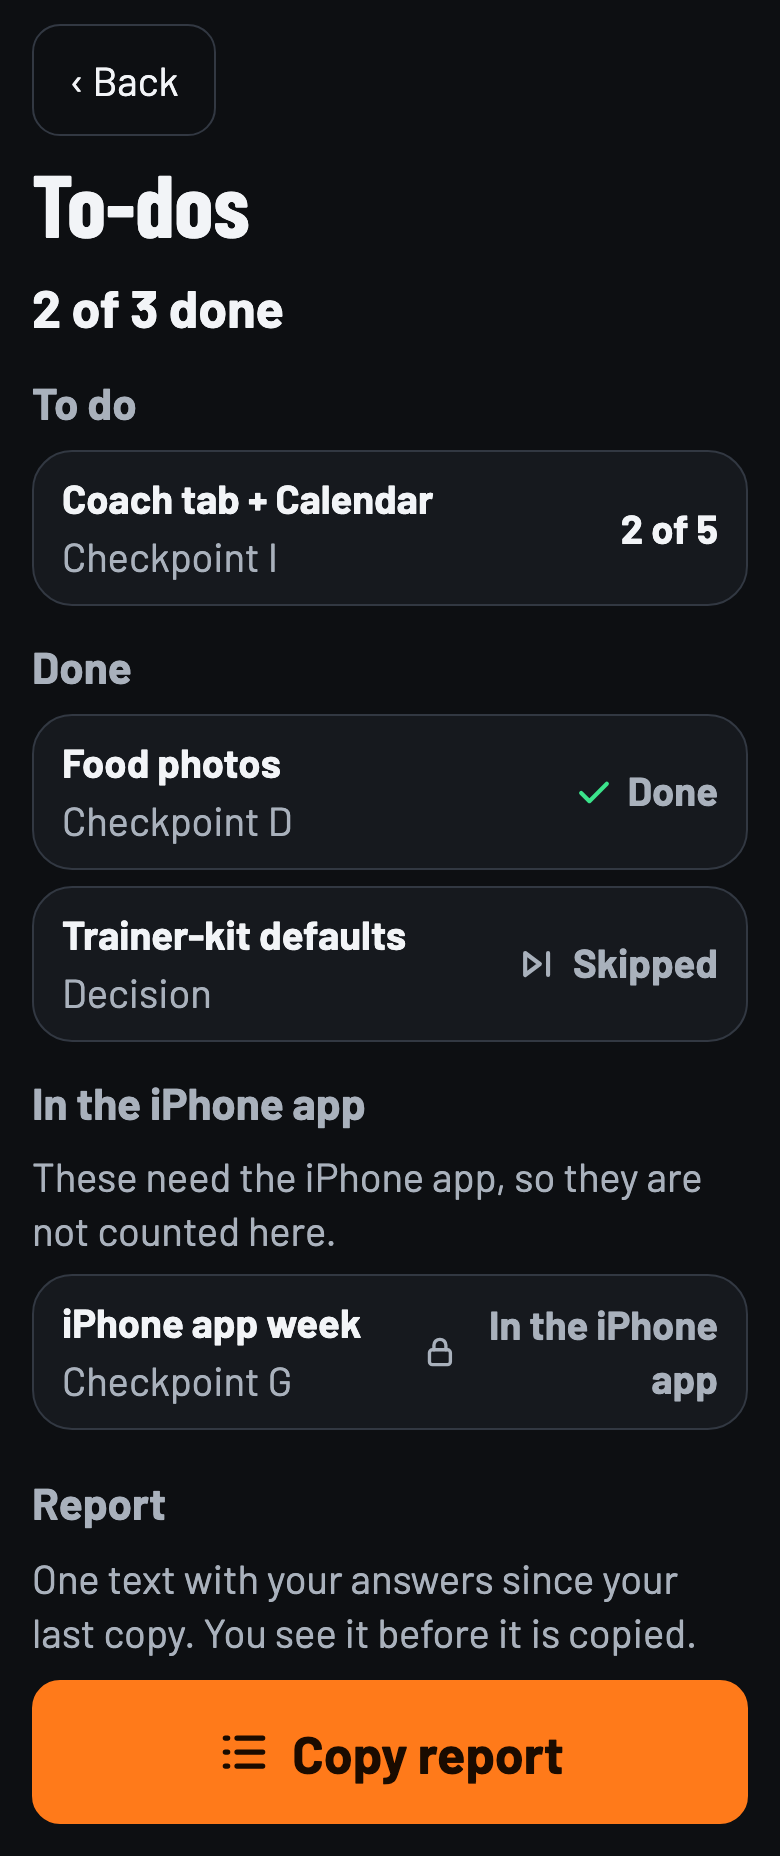 ‹ Back
To-dos
2 of 3 done
To do
Coach tab + Calendar
Checkpoint I
2 of 5
Done
Food photos
Checkpoint D
Done
Trainer-kit defaults
Decision
Skipped
In the iPhone app
These need the iPhone app, so they are
not counted here.
iPhone app week
Checkpoint G
In the iPhone
app
Report
One text with your answers since your
last copy. You see it before it is copied.
Copy report